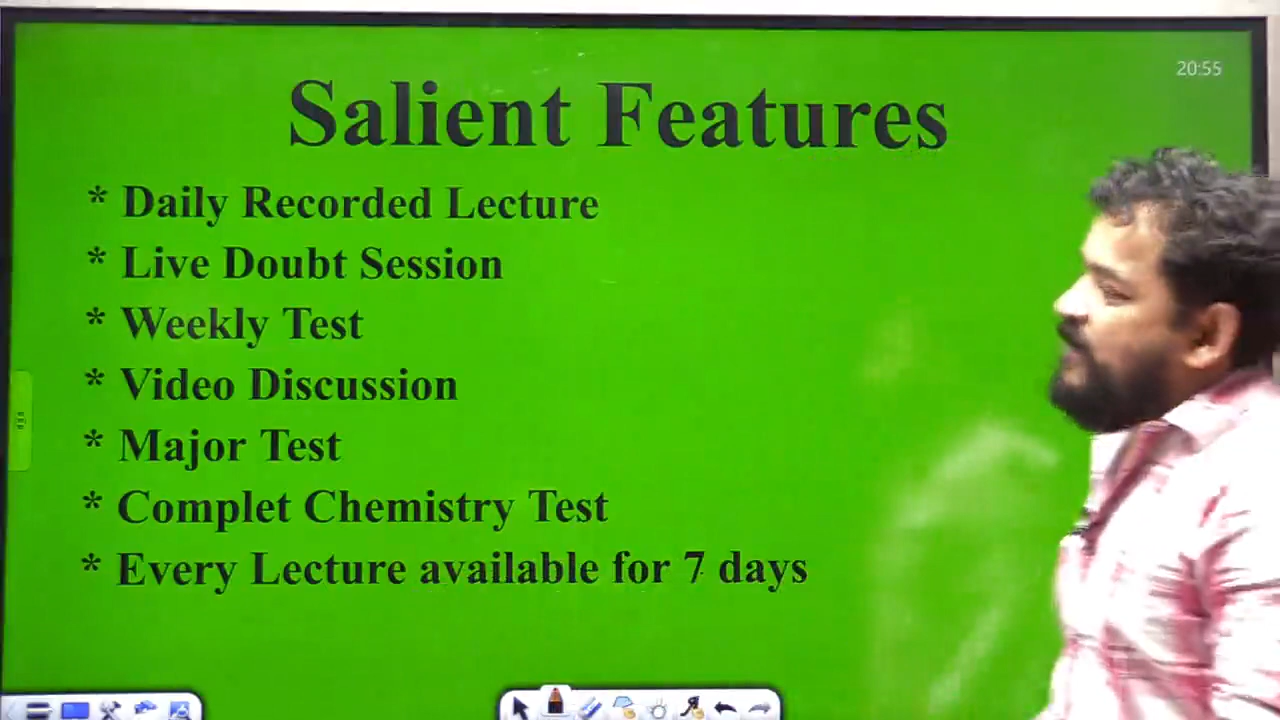 20:55
Salient Features
* Daily Recorded Lecture
* Live Doubt Session
* Weekly Test
* Video Discussion
* Major Test
* Complet Chemistry Test
* Every Lecture available for 7 days